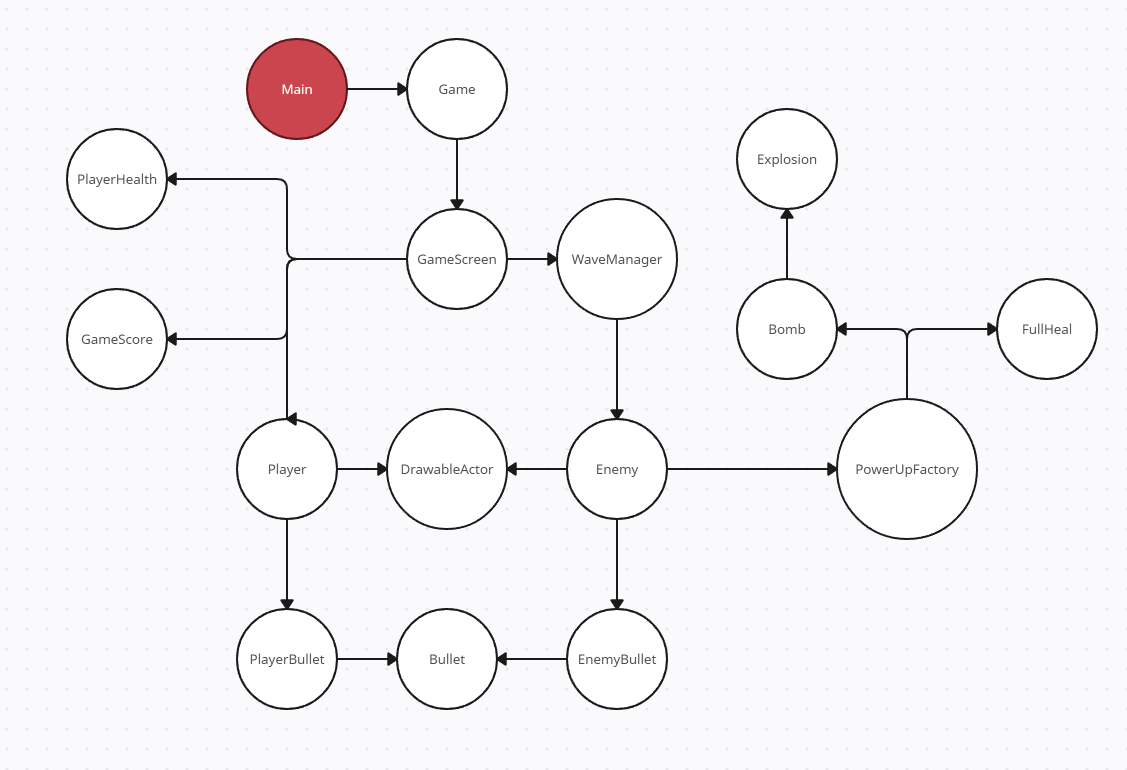 Main
Game
Explosion
PlayerHealth
GameScreen
WaveManager
Bomb
FullHeal
GameScore
Player
DrawableActor
Enemy
PowerUpFactory
PlayerBullet
Bullet
EnemyBullet